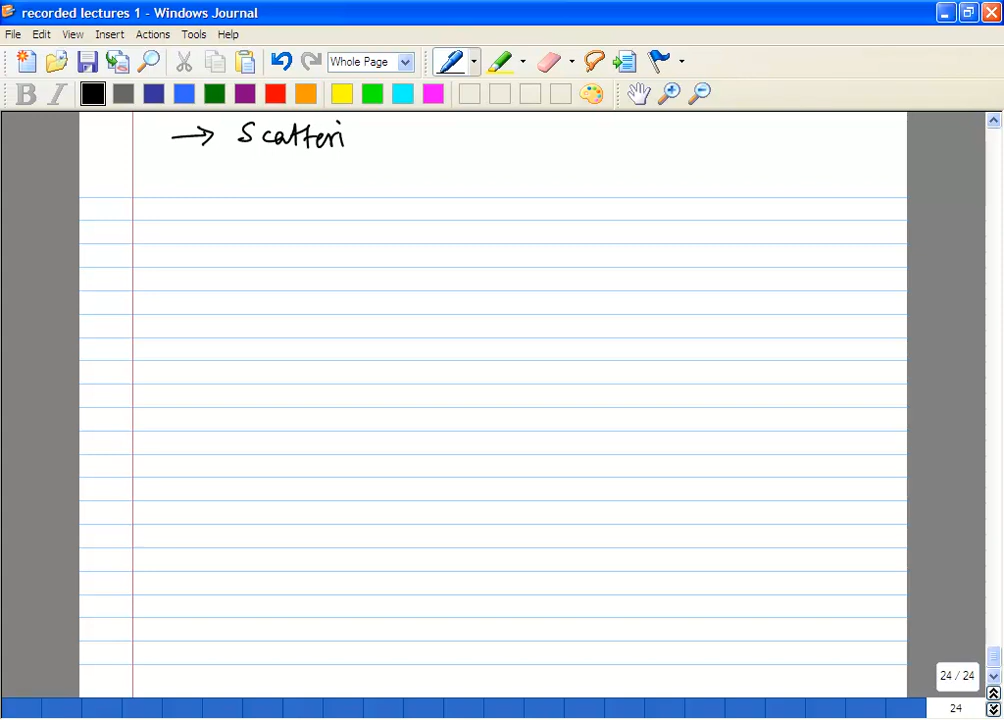 recorded lectures 1 - Windows Journal
File Edit View Insert Actions Tools Help
Whole Page
B I
→ Scatteri
24 / 24
24